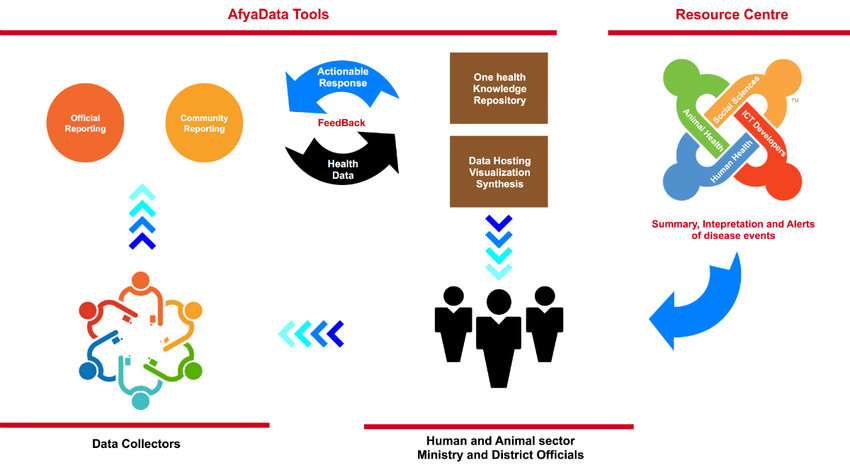 AfyaData Tools
Resource Centre
Official
Reporting
Community
Reporting
Actionable
Response
FeedBack
Health
Data
One health
Knowledge
Repository
Data Hosting
Visualization
Synthesis
Social Sciences
Animal Health
ICT Developers
Human Health
TM
Summary, Intepretation and Alerts
of disease events
Data Collectors
Human and Animal sector
Ministry and District Officials